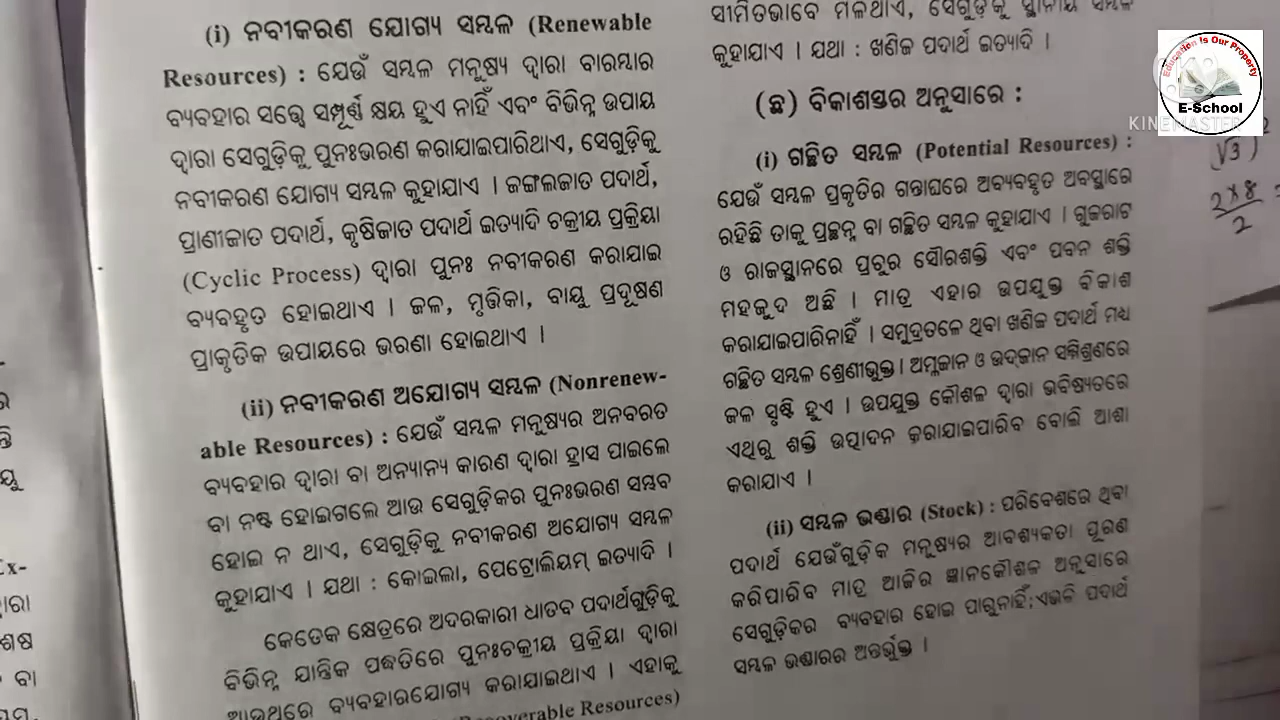 (i) ନବୀକରଣ ଯୋଗ୍ୟ ସମ୍ବଳ (Renewable
Resources) : ଯେଉଁ ସମ୍ବଳ ମନୁଷ୍ୟ ଦ୍ୱାରା ବାରମ୍ବାର
ବ୍ୟବହାର ସତ୍ତ୍ୱେ ସମ୍ପୂର୍ଣ୍ଣ କ୍ଷୟ ହୁଏ ନାହିଁ ଏବଂ ବିଭିନ୍ନ ଉପାୟ
ଦ୍ୱାରା ସେଗୁଡ଼ିକୁ ପୁନଃଭରଣ କରାଯାଇପାରିଥାଏ, ସେଗୁଡ଼ିକୁ
ନବୀକରଣ ଯୋଗ୍ୟ ସମ୍ବଳ କୁହାଯାଏ । ଜଙ୍ଗଲଜାତ ପଦାର୍ଥ,
ପ୍ରାଣୀଜାତ ପଦାର୍ଥ, କୃଷିଜାତ ପଦାର୍ଥ ଇତ୍ୟାଦି ଚକ୍ରୀୟ ପ୍ରକ୍ରିୟା
(Cyclic Process) ଦ୍ୱାରା ପୁନଃ ନବୀକରଣ କରାଯାଇ
ବ୍ୟବହୃତ ହୋଇଥାଏ । ଜଳ, ମୃତ୍ତିକା, ବାୟୁ ପ୍ରଦୂଷଣ
ପ୍ରାକୃତିକ ଉପାୟରେ ଭରଣା ହୋଇଥାଏ ।
(ii) ନବୀକରଣ ଅଯୋଗ୍ୟ ସମ୍ବଳ (Nonrenew-
able Resources) : ଯେଉଁ ସମ୍ବଳ ମନୁଷ୍ୟର ଅନବରତ
ବ୍ୟବହାର ଦ୍ୱାରା ବା ଅନ୍ୟାନ୍ୟ କାରଣ ଦ୍ୱାରା ହ୍ରାସ ପାଇଲେ
ବା ନଷ୍ଟ ହୋଇଗଲେ ଆଉ ସେଗୁଡ଼ିକର ପୁନଃଭରଣ ସମ୍ଭବ
ହୋଇ ନ ଥାଏ, ସେଗୁଡ଼ିକୁ ନବୀକରଣ ଅଯୋଗ୍ୟ ସମ୍ବଳ
କୁହାଯାଏ । ଯଥା : କୋଇଲା, ପେଟ୍ରୋଲିୟମ୍ ଇତ୍ୟାଦି ।
କେତେକ କ୍ଷେତ୍ରରେ ଅଦରକାରୀ ଧାତବ ପଦାର୍ଥଗୁଡ଼ିକୁ
ବିଭିନ୍ନ ଯାନ୍ତ୍ରିକ ପଦ୍ଧତିରେ ପୁନଃଚକ୍ରୀୟ ପ୍ରକ୍ରିୟା ଦ୍ୱାରା
ଆଉଥରେ ବ୍ୟବହାରଯୋଗ୍ୟ କରାଯାଇଥାଏ । ଏହାକୁ
Resources)
ସୀମିତଭାବେ ମିଳିଥାଏ, ସେଗୁଡ଼ିକୁ ସ୍ଥାନୀୟ ସମ୍ବଳ
କୁହାଯାଏ । ଯଥା : ଖଣିଜ ପଦାର୍ଥ ଇତ୍ୟାଦି ।
(ଛ) ବିକାଶସ୍ତର ଅନୁସାରେ :
(i) ଗଚ୍ଛିତ ସମ୍ବଳ (Potential Resources) :
ଯେଉଁ ସମ୍ବଳ ପ୍ରକୃତିର ଗନ୍ତାଘରେ ଅବ୍ୟବହୃତ ଅବସ୍ଥାରେ
ରହିଛି ତାକୁ ପ୍ରଚ୍ଛନ୍ନ ବା ଗଚ୍ଛିତ ସମ୍ବଳ କୁହାଯାଏ । ଗୁଜରାଟ
ଓ ରାଜସ୍ଥାନରେ ପ୍ରଚୁର ସୌରଶକ୍ତି ଏବଂ ପବନ ଶକ୍ତି
ମହଜୁଦ ଅଛି । ମାତ୍ର ଏହାର ଉପଯୁକ୍ତ ବିକାଶ
କରାଯାଇପାରିନାହିଁ । ସମୁଦ୍ରତଳେ ଥିବା ଖଣିଜ ପଦାର୍ଥ ମଧ୍ୟ
ଗଚ୍ଛିତ ସମ୍ବଳ ଶ୍ରେଣୀଭୁକ୍ତ । ଅମ୍ଳଜାନ ଓ ଉଦ୍‌ଜାନ ସମ୍ମିଶ୍ରଣରେ
ଜଳ ସୃଷ୍ଟି ହୁଏ । ଉପଯୁକ୍ତ କୌଶଳ ଦ୍ୱାରା ଭବିଷ୍ୟତରେ
ଏଥିରୁ ଶକ୍ତି ଉତ୍ପାଦନ କରାଯାଇପାରିବ ବୋଲି ଆଶା
କରାଯାଏ ।
(ii) ସମ୍ବଳ ଭଣ୍ଡାର (Stock) : ପରିବେଶରେ ଥିବା
ପଦାର୍ଥ ଯେଉଁଗୁଡ଼ିକ ମନୁଷ୍ୟର ଆବଶ୍ୟକତା ପୂରଣ
କରିପାରିବ ମାତ୍ର ଆଜିର ଜ୍ଞାନକୌଶଳ ଅନୁସାରେ
ସେଗୁଡ଼ିକର ବ୍ୟବହାର ହୋଇ ପାରୁନାହିଁ;ଏଭଳି ପଦାର୍ଥ
ସମ୍ବଳ ଭଣ୍ଡାରର ଅନ୍ତର୍ଭୁକ୍ତ ।
Education Is Our Property
E-School
KINEMASTER